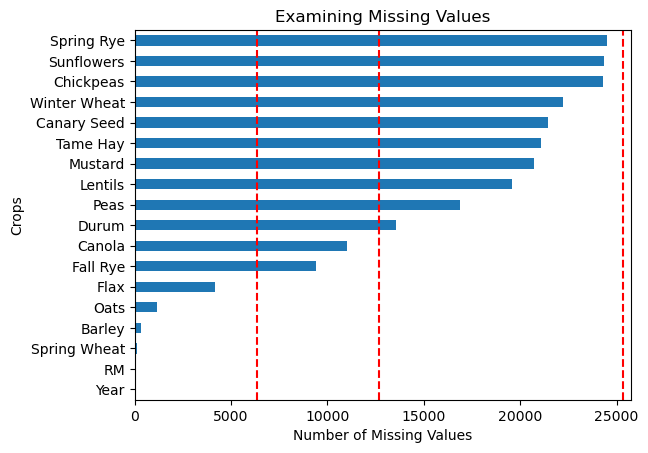 Examining Missing Values
Spring Rye
Sunflowers
Chickpeas
Winter Wheat
Canary Seed
Tame Hay
Mustard
Lentils
Peas
Durum
Canola
Fall Rye
Flax
Oats
Barley
Spring Wheat
RM
Year
Crops
0 5000 10000 15000 20000 25000
Number of Missing Values